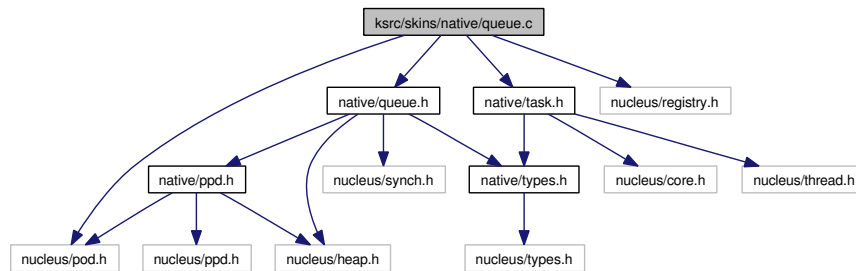 ksrc/skins/native/queue.c
native/queue.h
native/task.h
nucleus/registry.h
native/ppd.h
nucleus/synch.h
native/types.h
nucleus/core.h
nucleus/thread.h
nucleus/pod.h
nucleus/ppd.h
nucleus/heap.h
nucleus/types.h